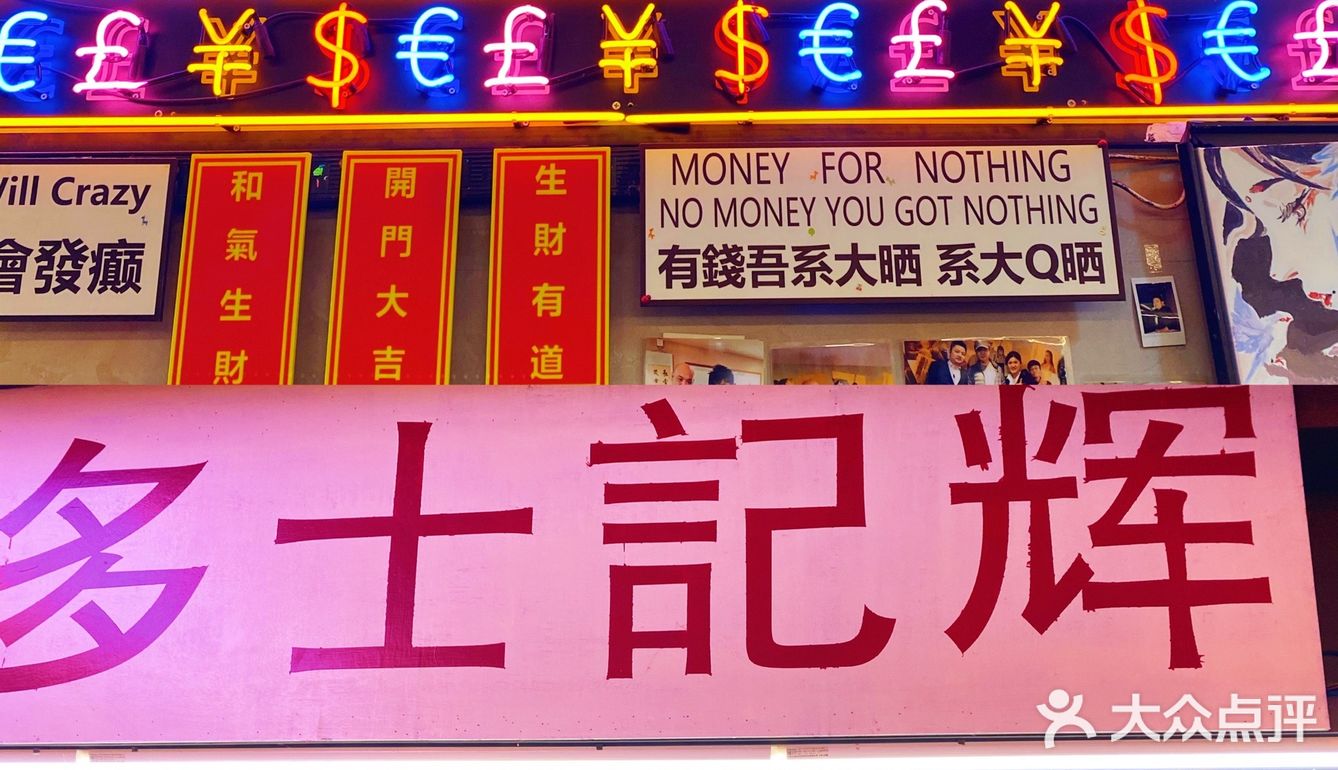 € £ ¥ $ € £ ¥ $ € £ ¥ $ € £
Will Crazy
會發癲
和氣生財
開門大吉
生財有道
MONEY FOR NOTHING
NO MONEY YOU GOT NOTHING
有錢吾系大晒 系大Q晒
多士記辉
大众点评